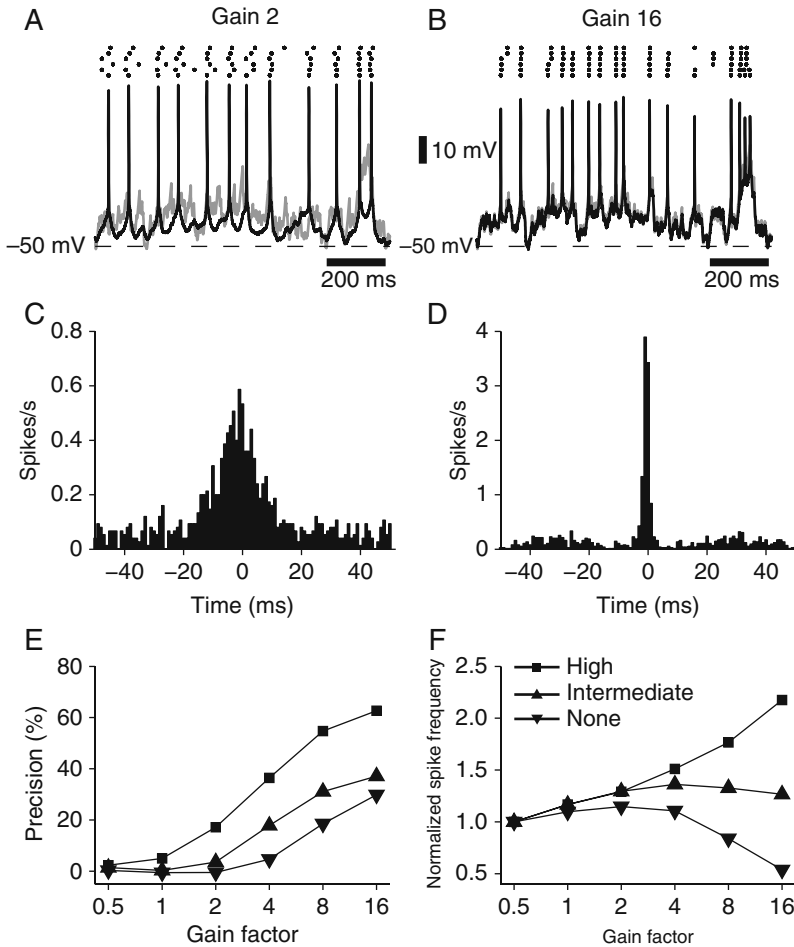 A
Gain 2
B
Gain 16
10 mV
−50 mV
−50 mV
200 ms
200 ms
C
D
0.8
0.6
0.4
0.2
0
Spikes/s
−40 −20 0 20 40
Time (ms)
4
3
2
1
0
Spikes/s
−40 −20 0 20 40
Time (ms)
E
F
80
60
40
20
0
Precision (%)
0.5 1 2 4 8 16
Gain factor
2.5
2.0
1.5
1.0
0.5
Normalized spike frequency
High
Intermediate
None
0.5 1 2 4 8 16
Gain factor